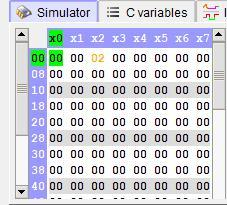 Simulator C variables
x0 x1 x2 x3 x4 x5 x6 x7
00 00 00 02 00 00 00 00 00
08 00 00 00 00 00 00 00 00
10 00 00 00 00 00 00 00 00
18 00 00 00 00 00 00 00 00
20 00 00 00 00 00 00 00 00
28 00 00 00 00 00 00 00 00
30 00 00 00 00 00 00 00 00
38 00 00 00 00 00 00 00 00
40 00 00 00 00 00 00 00 00